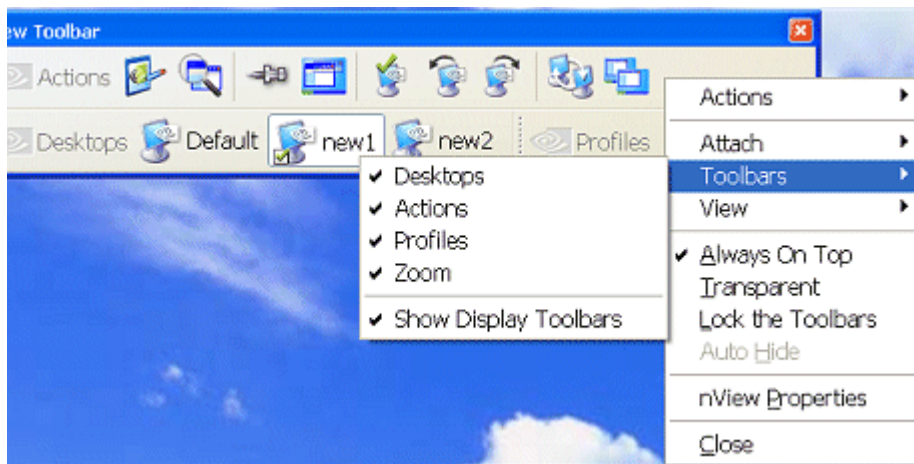 ew Toolbar
Actions
Desktops Default new1 new2 Profiles
Desktops
Actions
Profiles
Zoom
Show Display Toolbars
Actions
Attach
Toolbars
View
Always On Top
Transparent
Lock the Toolbars
Auto Hide
nView Properties
Close